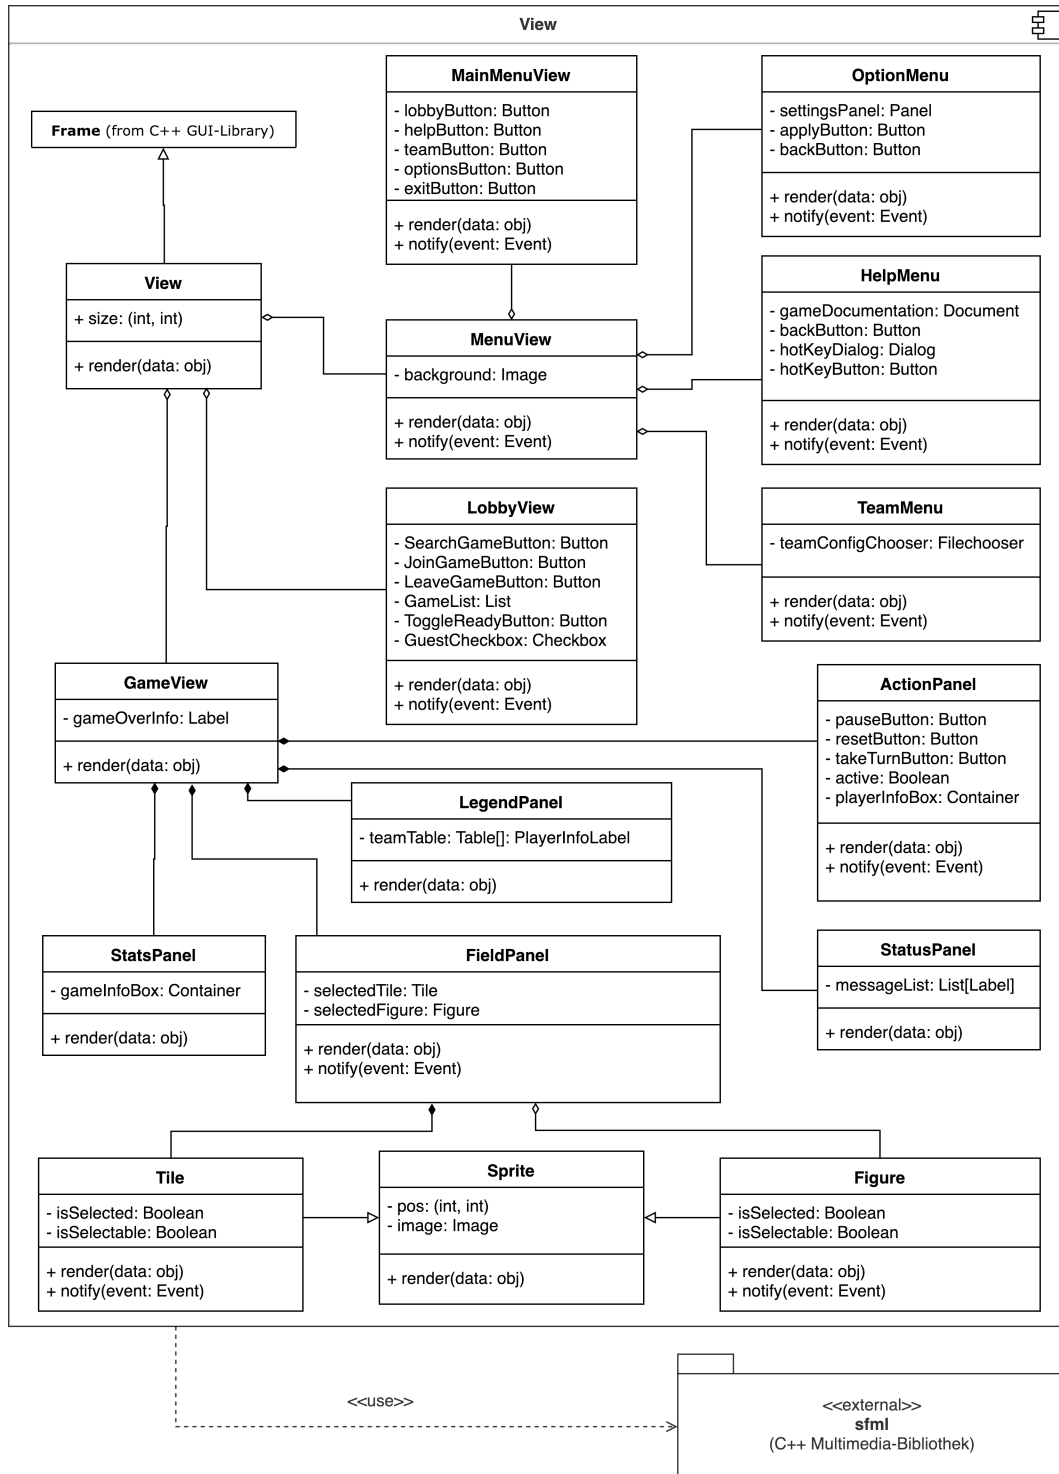 View
MainMenuView
- lobbyButton: Button
- helpButton: Button
- teamButton: Button
- optionsButton: Button
- exitButton: Button
+ render(data: obj)
+ notify(event: Event)
OptionMenu
- settingsPanel: Panel
- applyButton: Button
- backButton: Button
+ render(data: obj)
+ notify(event: Event)
Frame (from C++ GUI-Library)
View
+ size: (int, int)
+ render(data: obj)
MenuView
- background: Image
+ render(data: obj)
+ notify(event: Event)
HelpMenu
- gameDocumentation: Document
- backButton: Button
- hotKeyDialog: Dialog
- hotKeyButton: Button
+ render(data: obj)
+ notify(event: Event)
LobbyView
- SearchGameButton: Button
- JoinGameButton: Button
- LeaveGameButton: Button
- GameList: List
- ToggleReadyButton: Button
- GuestCheckbox: Checkbox
+ render(data: obj)
+ notify(event: Event)
TeamMenu
- teamConfigChooser: Filechooser
+ render(data: obj)
+ notify(event: Event)
GameView
- gameOverInfo: Label
+ render(data: obj)
ActionPanel
- pauseButton: Button
- resetButton: Button
- takeTurnButton: Button
- active: Boolean
- playerInfoBox: Container
+ render(data: obj)
+ notify(event: Event)
LegendPanel
- teamTable: Table[]: PlayerInfoLabel
+ render(data: obj)
StatsPanel
- gameInfoBox: Container
+ render(data: obj)
FieldPanel
- selectedTile: Tile
- selectedFigure: Figure
+ render(data: obj)
+ notify(event: Event)
StatusPanel
- messageList: List[Label]
+ render(data: obj)
Tile
- isSelected: Boolean
- isSelectable: Boolean
+ render(data: obj)
+ notify(event: Event)
Sprite
- pos: (int, int)
- image: Image
+ render(data: obj)
Figure
- isSelected: Boolean
- isSelectable: Boolean
+ render(data: obj)
+ notify(event: Event)
<<use>>
<<external>>
sfml
(C++ Multimedia-Bibliothek)